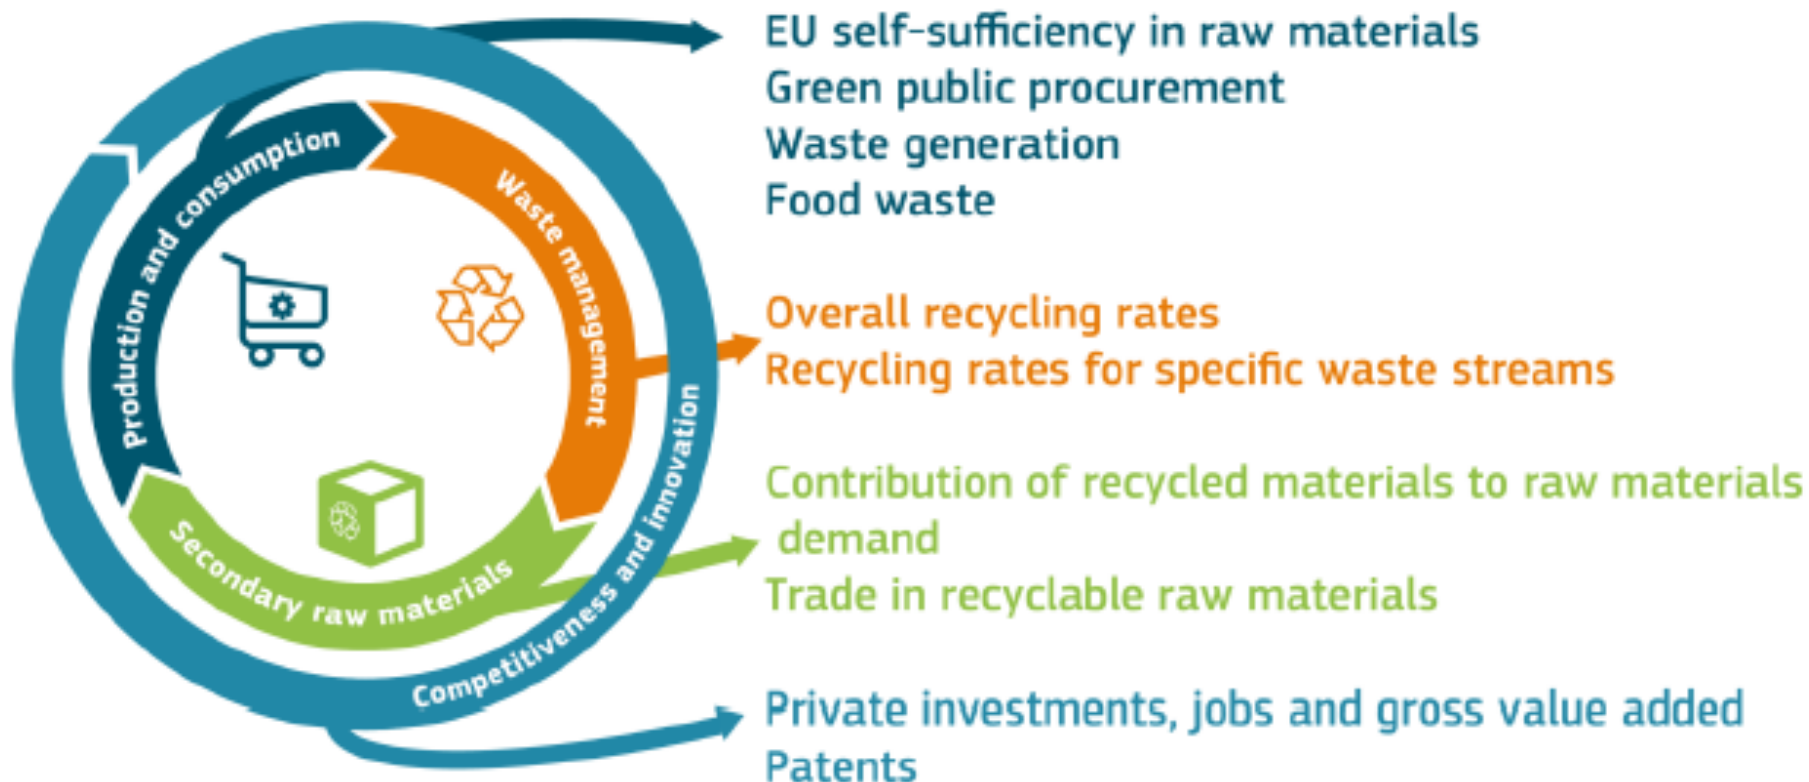 EU self-sufficiency in raw materials
Green public procurement
Waste generation
Food waste
Production and consumption
Waste management
Overall recycling rates
Recycling rates for specific waste streams
Secondary raw materials
Contribution of recycled materials to raw materials
demand
Trade in recyclable raw materials
Competitiveness and innovation
Private investments, jobs and gross value added
Patents